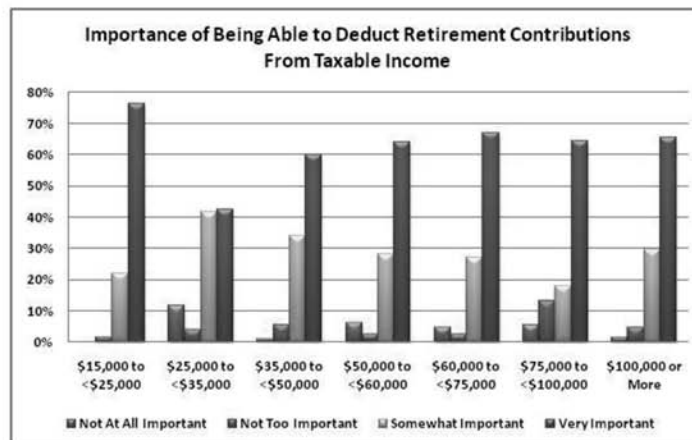 Importance of Being Able to Deduct Retirement Contributions
From Taxable Income
80%
70%
60%
50%
40%
30%
20%
10%
0%
$15,000 to $25,000 to $35,000 to $50,000 to $60,000 to $75,000 to $100,000 or
<$25,000 <$35,000 <$50,000 <$60,000 <$75,000 <$100,000 More
Not At All Important Not Too Important Somewhat Important Very Important